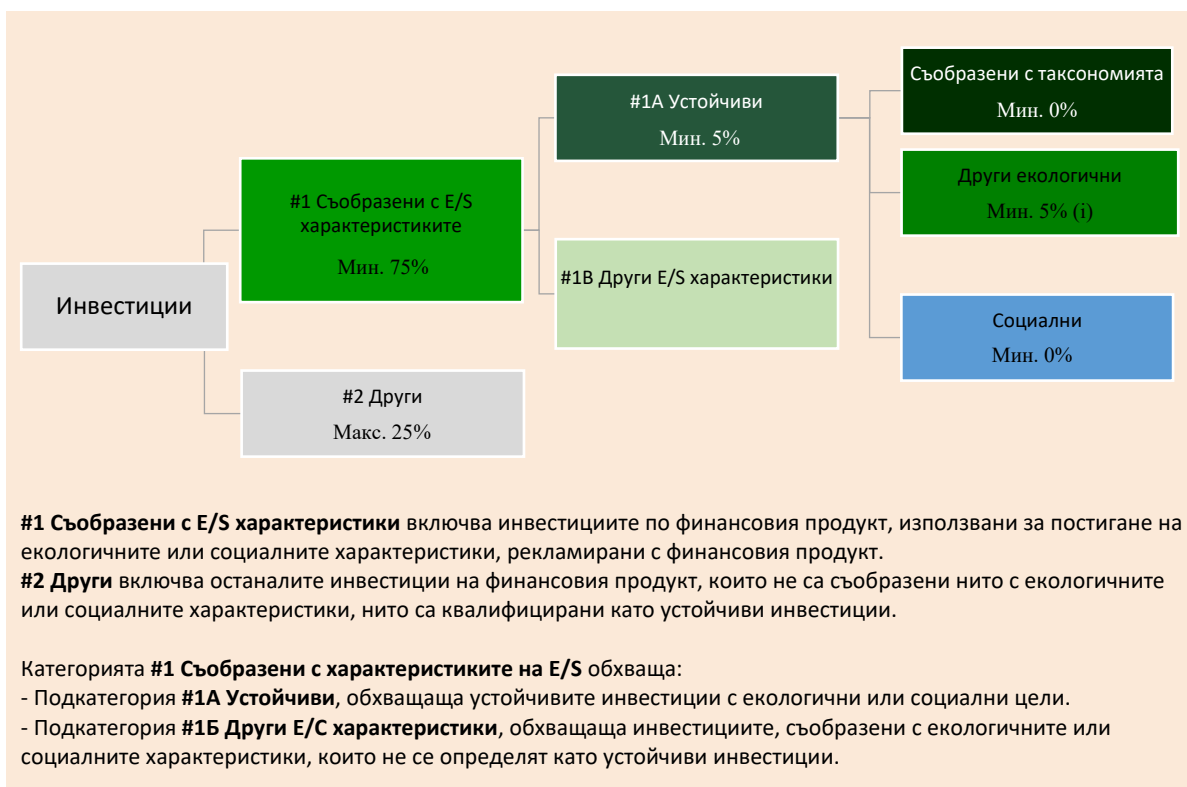 Съобразени с таксономията
Мин. 0%
#1А Устойчиви
Мин. 5%
Други екологични
Мин. 5% (i)
#1 Съобразени с E/S
характеристиките
Мин. 75%
#1В Други E/S характеристики
Инвестиции
Социални
Мин. 0%
#2 Други
Макс. 25%
#1 Съобразени с E/S характеристики включва инвестициите по финансовия продукт, използвани за постигане на
екологичните или социалните характеристики, рекламирани с финансовия продукт.
#2 Други включва останалите инвестиции на финансовия продукт, които не са съобразени нито с екологичните
или социалните характеристики, нито са квалифицирани като устойчиви инвестиции.
Категорията #1 Съобразени с характеристиките на E/S обхваща:
- Подкатегория #1А Устойчиви, обхващаща устойчивите инвестиции с екологични или социални цели.
- Подкатегория #1Б Други Е/С характеристики, обхващаща инвестициите, съобразени с екологичните или
социалните характеристики, които не се определят като устойчиви инвестиции.